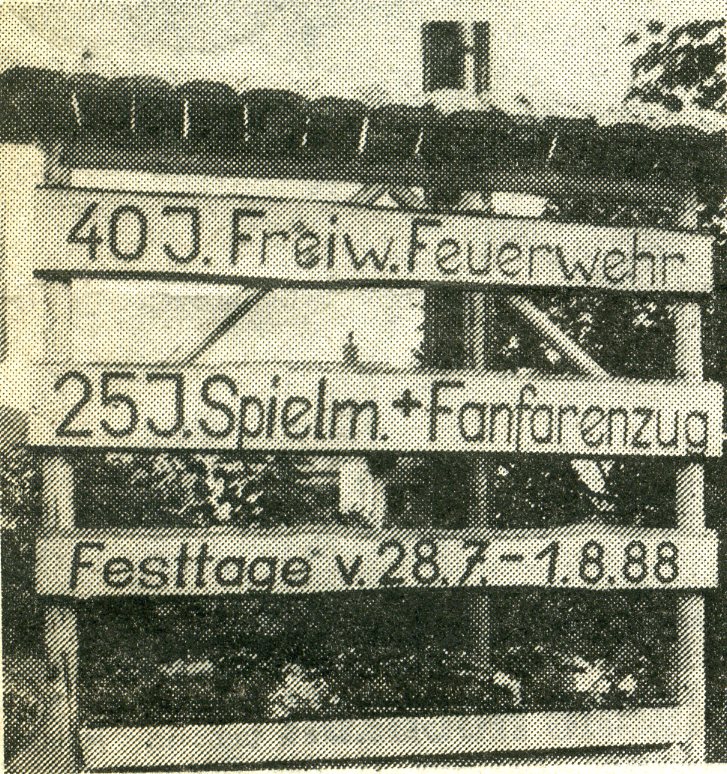 40 J. Freiw. Feuerwehr
25 J. Spielm. + Fanfarenzug
Festtage v. 28.7. - 1.8.88